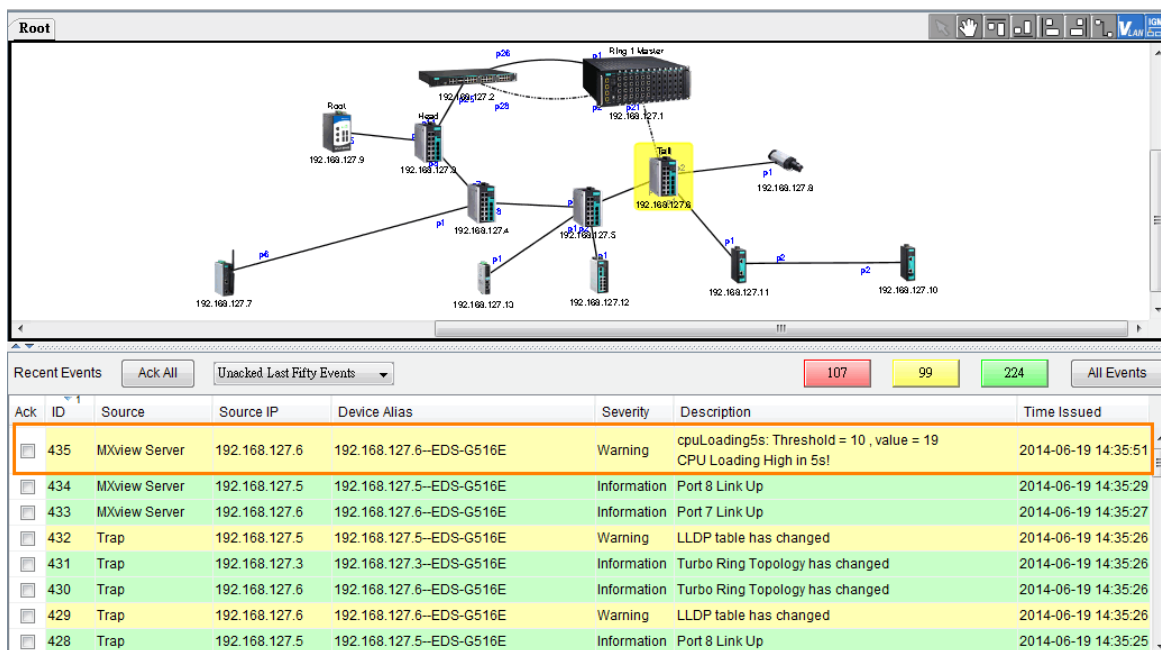 Root
VLAN
IGM
p26
p1
Ring 1 Master
192.168.127.2
p25
p28
p2
p21
192.168.127.1
Root
Head
192.168.127.9
192.168.127.3
Tail
p2
192.168.127.6
p1
192.168.127.8
8
p1
192.168.127.4
192.168.127.5
p1
p6
p1
p1
p2
p2
192.168.127.7
192.168.127.13
192.168.127.12
192.168.127.11
192.168.127.10
Recent Events Ack All Unacked Last Fifty Events 107 99 224 All Events
Ack ID 1 Source Source IP Device Alias Severity Description Time Issued
435 MXview Server 192.168.127.6 192.168.127.6--EDS-G516E Warning cpuLoading5s: Threshold = 10 , value = 19 2014-06-19 14:35:51
CPU Loading High in 5s!
434 MXview Server 192.168.127.5 192.168.127.5--EDS-G516E Information Port 8 Link Up 2014-06-19 14:35:29
433 MXview Server 192.168.127.6 192.168.127.6--EDS-G516E Information Port 7 Link Up 2014-06-19 14:35:27
432 Trap 192.168.127.5 192.168.127.5--EDS-G516E Warning LLDP table has changed 2014-06-19 14:35:26
431 Trap 192.168.127.3 192.168.127.3--EDS-G516E Information Turbo Ring Topology has changed 2014-06-19 14:35:26
430 Trap 192.168.127.6 192.168.127.6--EDS-G516E Information Turbo Ring Topology has changed 2014-06-19 14:35:26
429 Trap 192.168.127.6 192.168.127.6--EDS-G516E Warning LLDP table has changed 2014-06-19 14:35:26
428 Trap 192.168.127.5 192.168.127.5--EDS-G516E Information Port 8 Link Up 2014-06-19 14:35:25